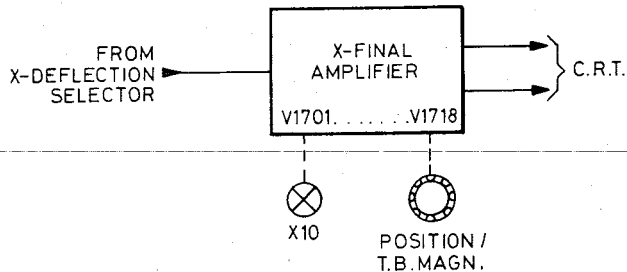 FROM
X-DEFLECTION
SELECTOR
X-FINAL
AMPLIFIER
V1701.......V1718
C.R.T.
X10
POSITION /
T.B.MAGN.